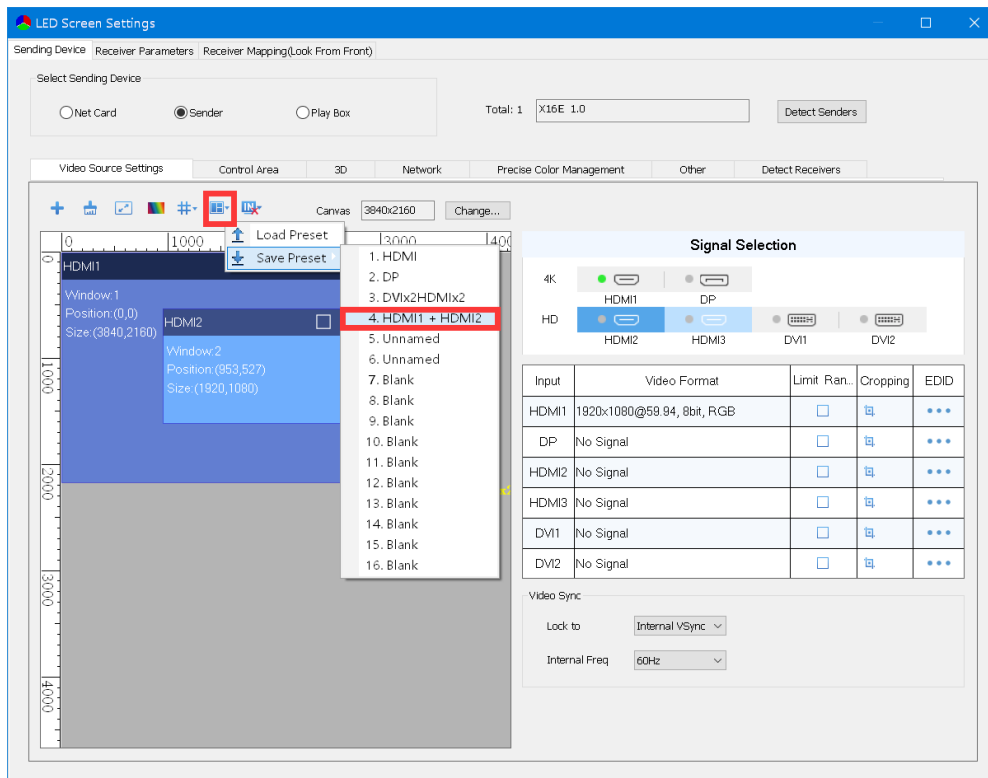 LED Screen Settings
Sending Device Receiver Parameters Receiver Mapping(Look From Front)
Select Sending Device
Net Card Sender Play Box
Total: 1 X16E 1.0 Detect Senders
Video Source Settings Control Area 3D Network Precise Color Management Other Detect Receivers
Canvas 3840x2160 Change...
0 1000 3000 400
Load Preset
Save Preset
1. HDMI
2. DP
3. DVIx2HDMIx2
4. HDMI1 + HDMI2
5. Unnamed
6. Unnamed
7. Blank
8. Blank
9. Blank
10. Blank
11. Blank
12. Blank
13. Blank
14. Blank
15. Blank
16. Blank
0
1000
2000
3000
4000
HDMI1
Window:1
Position:(0,0)
Size:(3840,2160)
HDMI2
Window:2
Position:(953,527)
Size:(1920,1080)
Signal Selection
4K
HDMI1 DP
HD
HDMI2 HDMI3 DVI1 DVI2
Input Video Format Limit Ran... Cropping EDID
HDMI1 1920x1080@59.94, 8bit, RGB
DP No Signal
HDMI2 No Signal
HDMI3 No Signal
DVI1 No Signal
DVI2 No Signal
Video Sync
Lock to Internal VSync
Internal Freq 60Hz